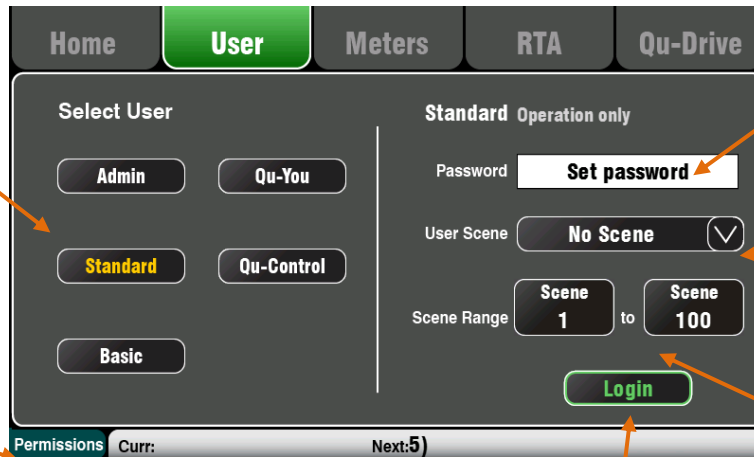 Home User Meters RTA Qu-Drive
Select User
Admin Qu-You
Standard Qu-Control
Basic
Standard Operation only
Password Set password
User Scene No Scene
Scene Range Scene 1 to Scene 100
Login
Permissions Curr: Next:5)